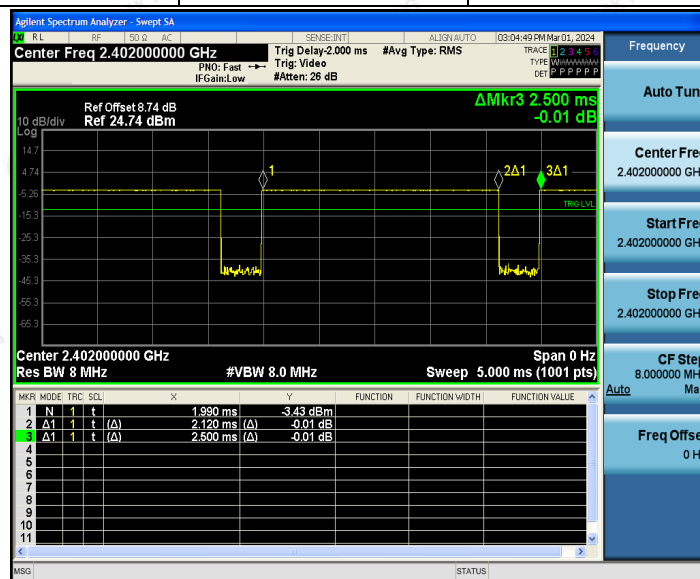 Agilent Spectrum Analyzer - Swept SA
LXI RL RF 50 Ω AC SENSE:INT ALIGN AUTO 03:04:49 PM Mar 01, 2024
Center Freq 2.402000000 GHz
PNO: Fast
IFGain:Low
Trig Delay-2.000 ms
Trig: Video
#Atten: 26 dB
#Avg Type: RMS
TRACE 1 2 3 4 5 6
TYPE W
DET P P P P P P
Frequency
Auto Tun
Center Fre
2.402000000 GH
Start Fre
2.402000000 GH
Stop Fre
2.402000000 GH
CF Step
8.000000 MH
Auto Ma
Freq Offse
0 H
ΔMkr3 2.500 ms
-0.01 dB
Ref Offset 8.74 dB
10 dB/div Ref 24.74 dBm
Log
14.7
4.74
-5.26
-15.3
-25.3
-35.3
-45.3
-55.3
-65.3
1
2Δ1
3Δ1
TRIG LVL
Center 2.402000000 GHz Span 0 Hz
Res BW 8 MHz #VBW 8.0 MHz Sweep 5.000 ms (1001 pts)
MKR MODE TRC SCL X Y FUNCTION FUNCTION WIDTH FUNCTION VALUE
1 N 1 t 1.990 ms -3.43 dBm
2 Δ1 1 t (Δ) 2.120 ms (Δ) -0.01 dB
3 Δ1 1 t (Δ) 2.500 ms (Δ) -0.01 dB
4
5
6
7
8
9
10
11
MSG STATUS